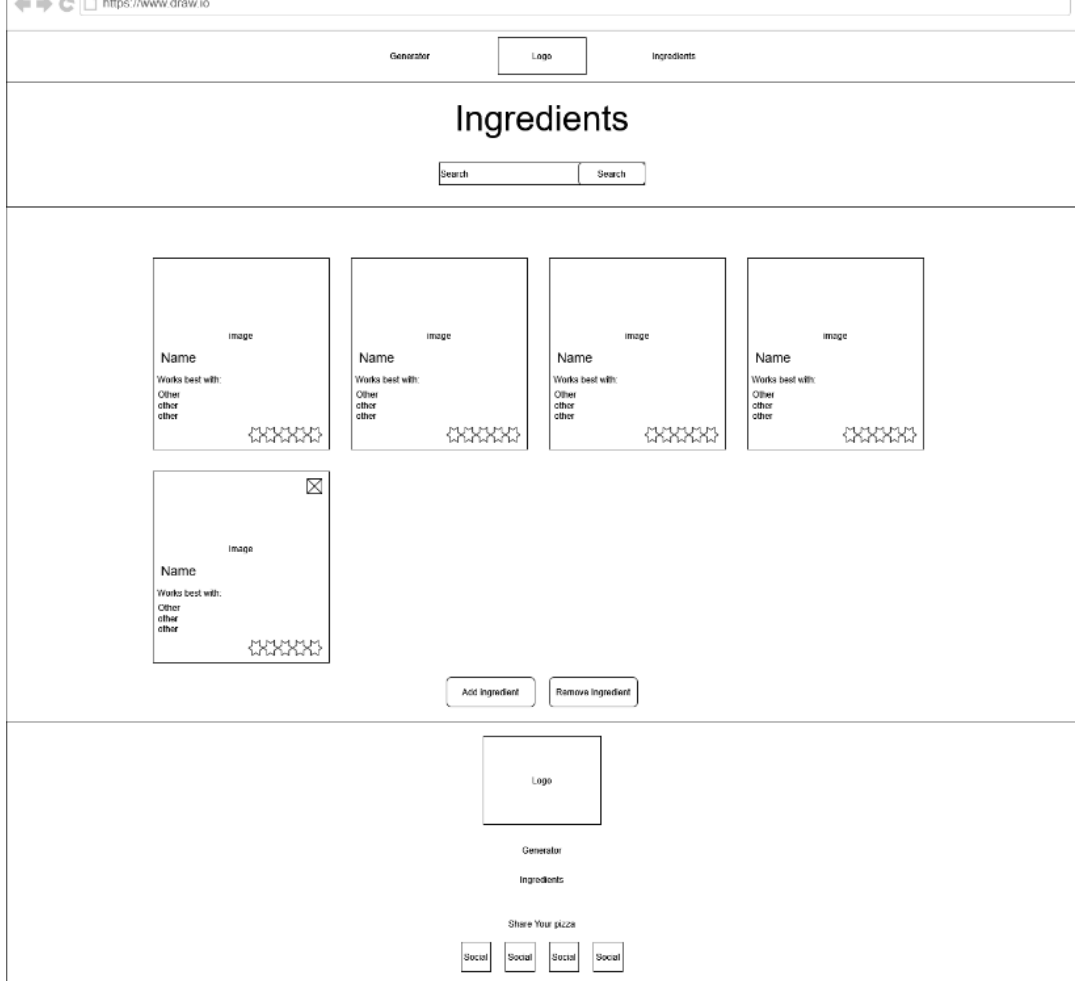 https://www.draw.io
Generator
Logo
Ingredients
Ingredients
Search
Search
image
Name
Works best with:
Other
other
other
image
Name
Works best with:
Other
other
other
image
Name
Works best with:
Other
other
other
image
Name
Works best with:
Other
other
other
image
Name
Works best with:
Other
other
other
Add ingredient
Remove Ingredient
Logo
Generator
Ingredients
Share Your pizza
Social
Social
Social
Social